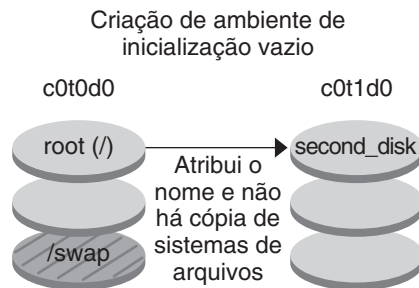 Criação de ambiente de
inicialização vazio
c0t0d0
c0t1d0
root (/)
second_disk
Atribui o
nome e não
há cópia de
sistemas de
arquivos
/swap